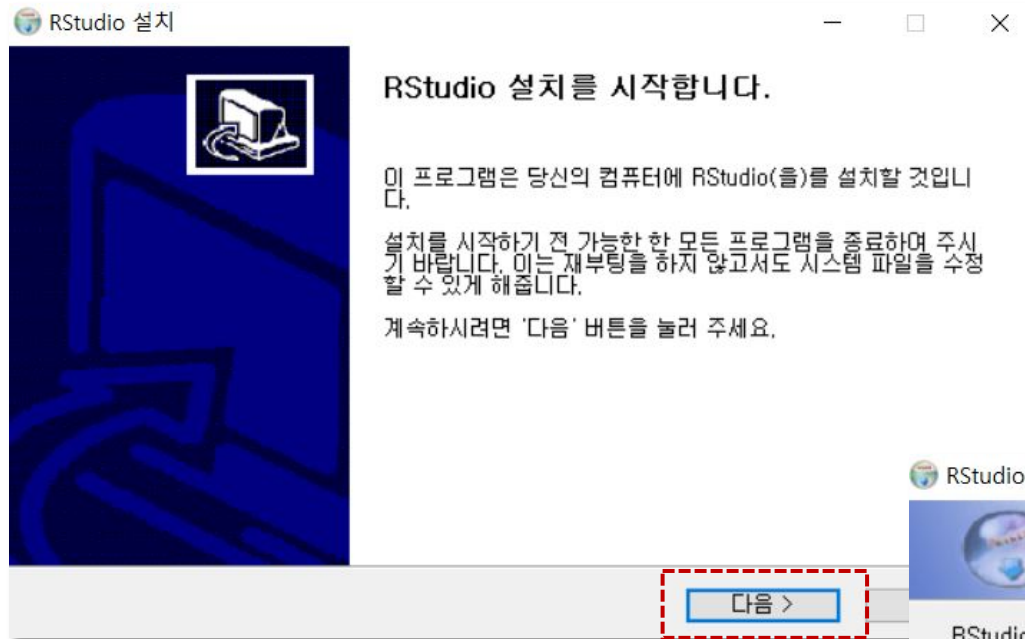 RStudio 설치
RStudio 설치를 시작합니다.
이 프로그램은 당신의 컴퓨터에 RStudio(을)를 설치할 것입니
다.
설치를 시작하기 전 가능한 한 모든 프로그램을 종료하여 주시
기 바랍니다. 이는 재부팅을 하지 않고서도 시스템 파일을 수정
할 수 있게 해줍니다.
계속하시려면 '다음' 버튼을 눌러 주세요.
다음 >
RStudio
RStudio